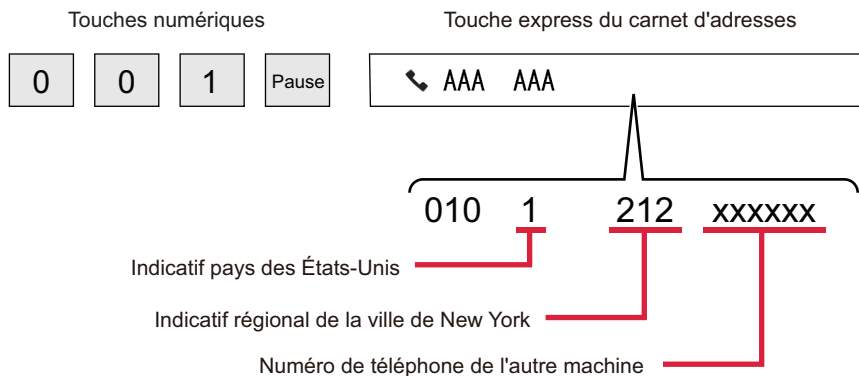 Touches numériques
Touche express du carnet d'adresses
0 0 1 Pause
AAA AAA
010 1 212 xxxxxx
Indicatif pays des États-Unis
Indicatif régional de la ville de New York
Numéro de téléphone de l'autre machine